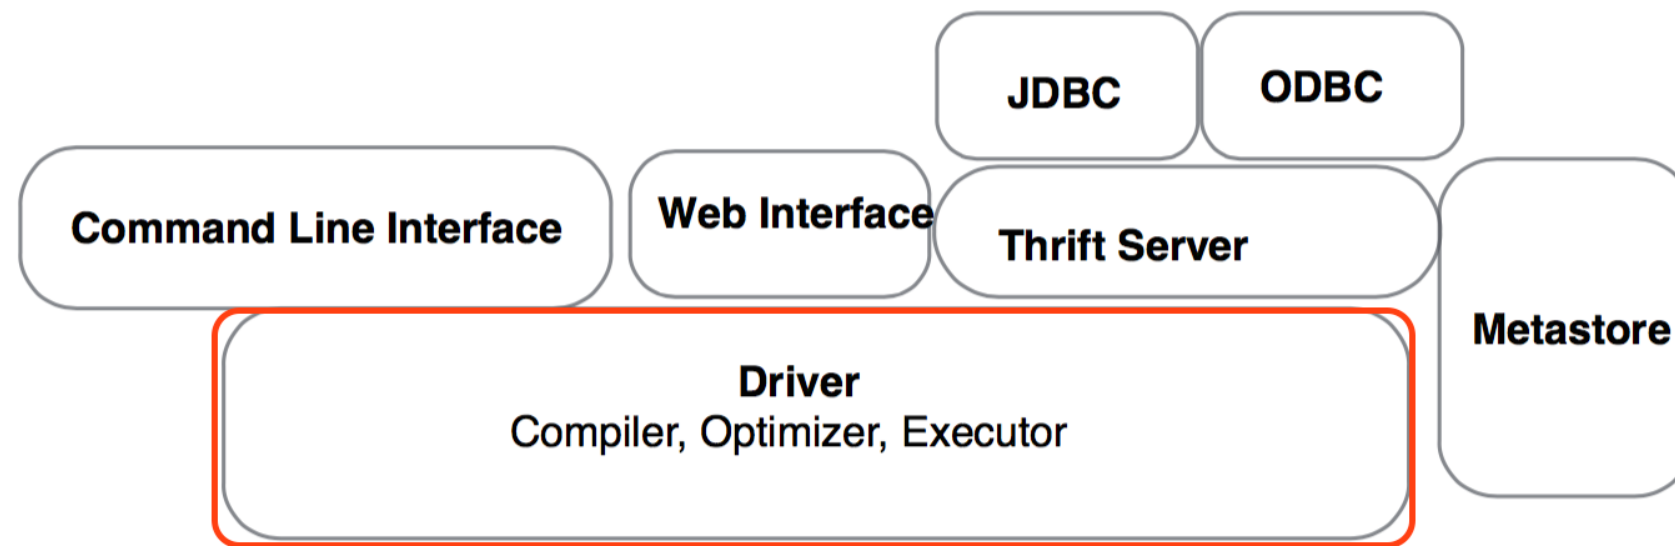 JDBC
ODBC
Command Line Interface
Web Interface
Thrift Server
Metastore
Driver
Compiler, Optimizer, Executor